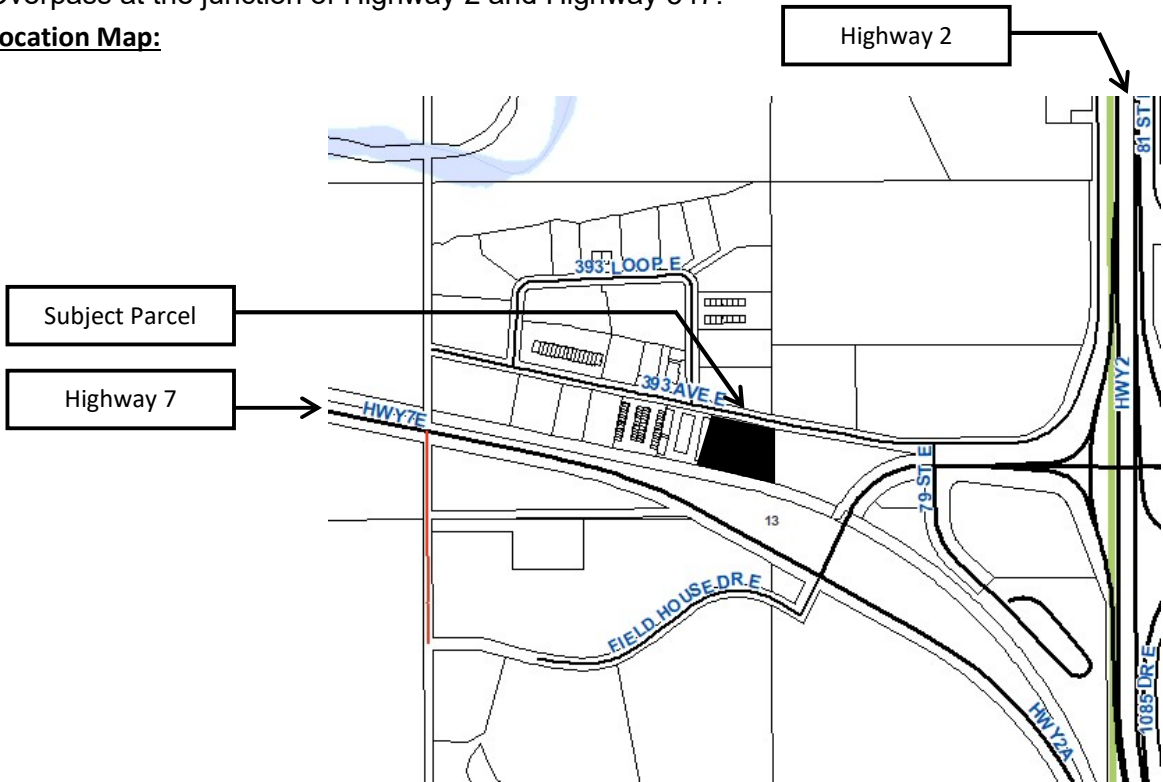 overpass at the junction of Highway 2 and Highway 547.
Location Map:
Highway 2
81 ST
393 LOOP E
Subject Parcel
Highway 7
393 AVE E
HWY7E
HWY2
79 ST E
13
FIELD HOUSE DR E
1085 DR E
HWY2A